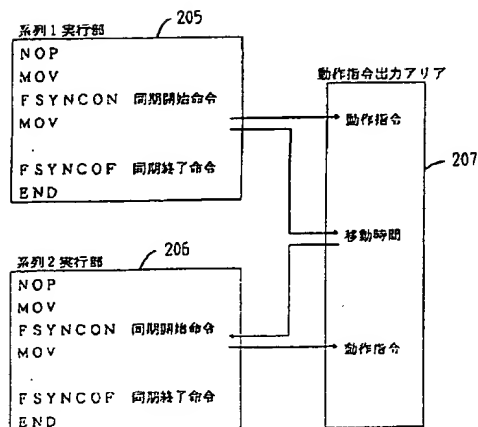 系列1実行部
205
NOP
MOV
FSYNCON 同期開始命令
MOV
.
FSYNCOF 同期終了命令
END
動作指令出力アリア
動作指令
207
移動時間
系列2実行部
206
NOP
MOV
FSYNCON 同期開始命令
MOV
動作指令
.
FSYNCOF 同期終了命令
END